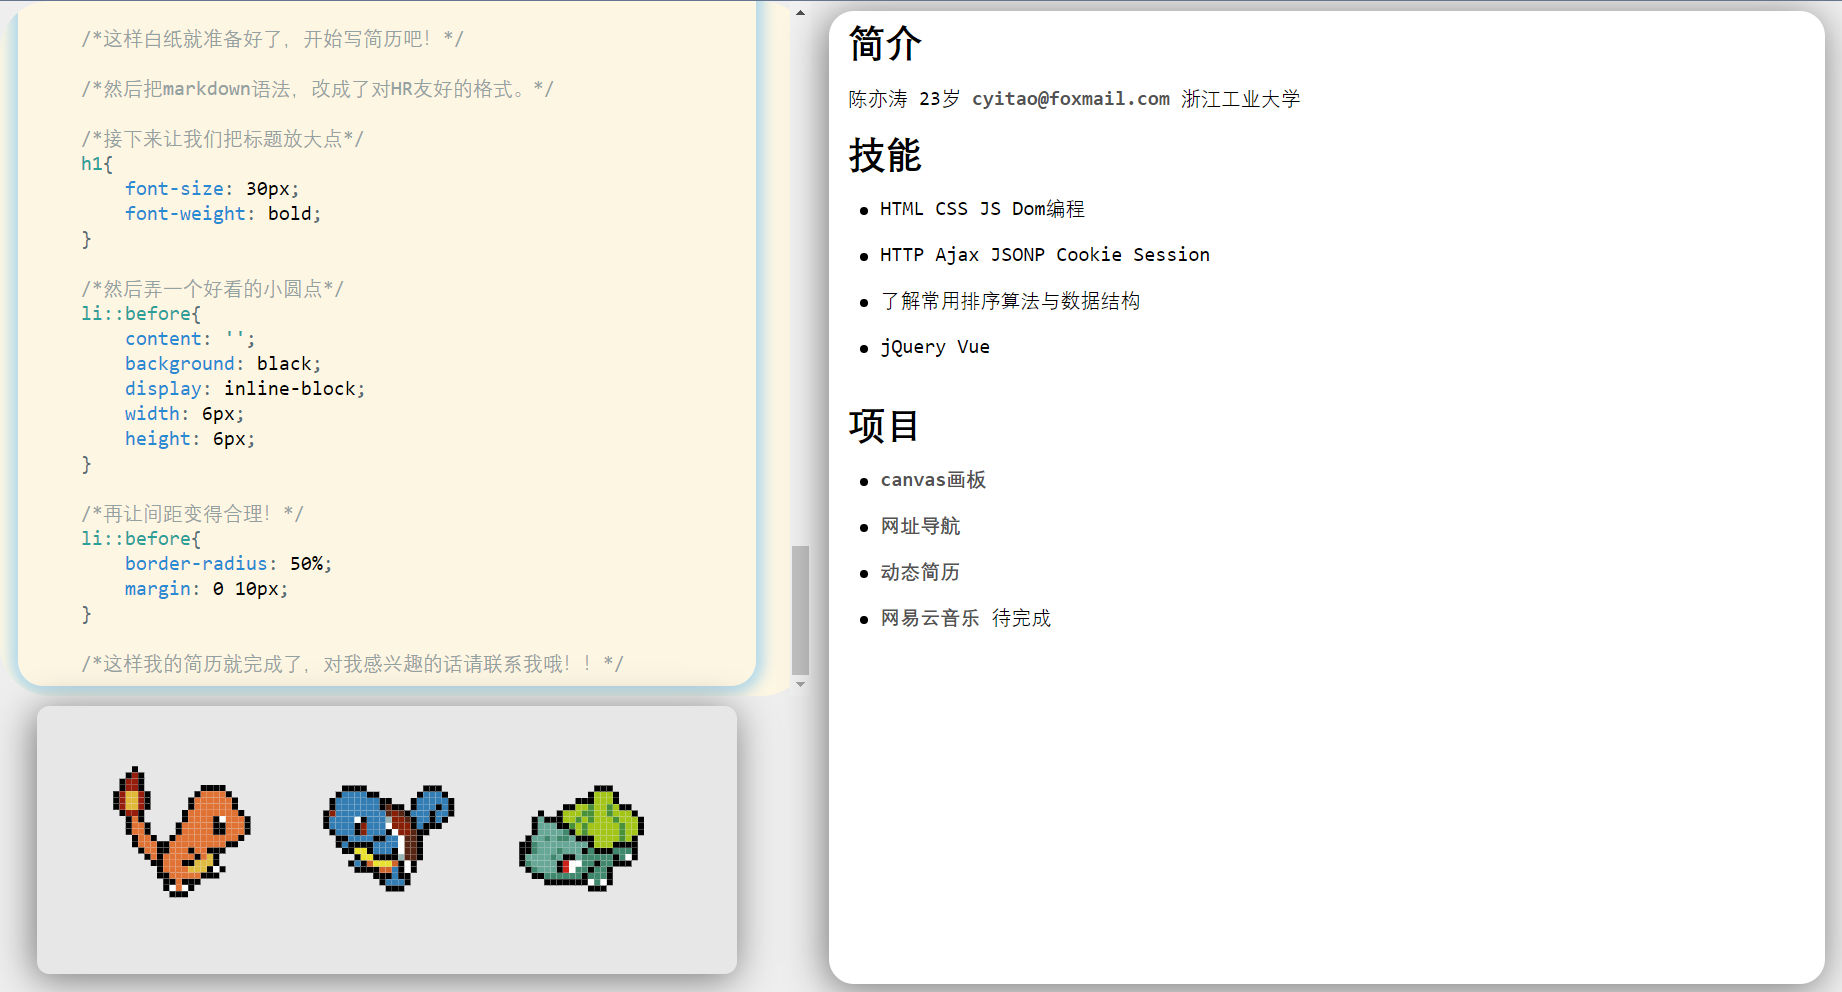 /*这样白纸就准备好了，开始写简历吧！*/
/*然后把markdown语法，改成了对HR友好的格式。*/
/*接下来让我们把标题放大点*/
h1{
    font-size: 30px;
    font-weight: bold;
}
/*然后弄一个好看的小圆点*/
li::before{
    content: '';
    background: black;
    display: inline-block;
    width: 6px;
    height: 6px;
}
/*再让间距变得合理！*/
li::before{
    border-radius: 50%;
    margin: 0 10px;
}
/*这样我的简历就完成了，对我感兴趣的话请联系我哦！！*/
简介
陈亦涛 23岁 cyitao@foxmail.com 浙江工业大学
技能
HTML CSS JS Dom编程
HTTP Ajax JSONP Cookie Session
了解常用排序算法与数据结构
jQuery Vue
项目
canvas画板
网址导航
动态简历
网易云音乐 待完成